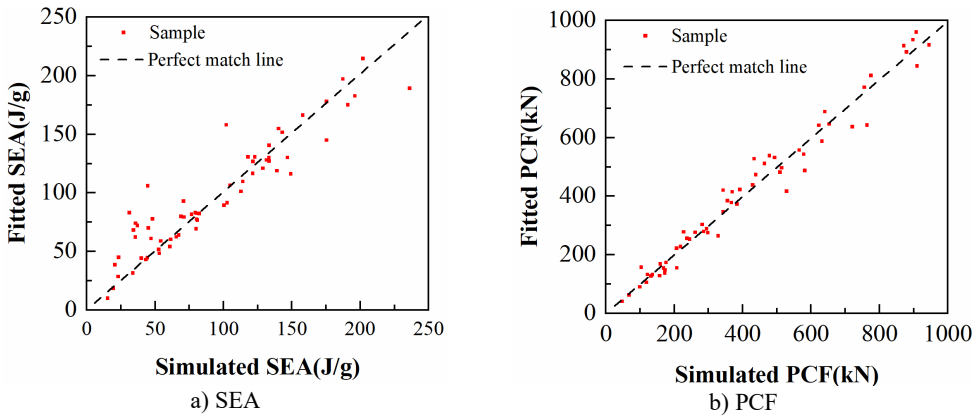 250
200
150
100
50
0
Fitted SEA(J/g)
Sample
Perfect match line
0 50 100 150 200 250
Simulated SEA(J/g)
a) SEA
1000
800
600
400
200
0
Fitted PCF(kN)
Sample
Perfect match line
0 200 400 600 800 1000
Simulated PCF(kN)
b) PCF